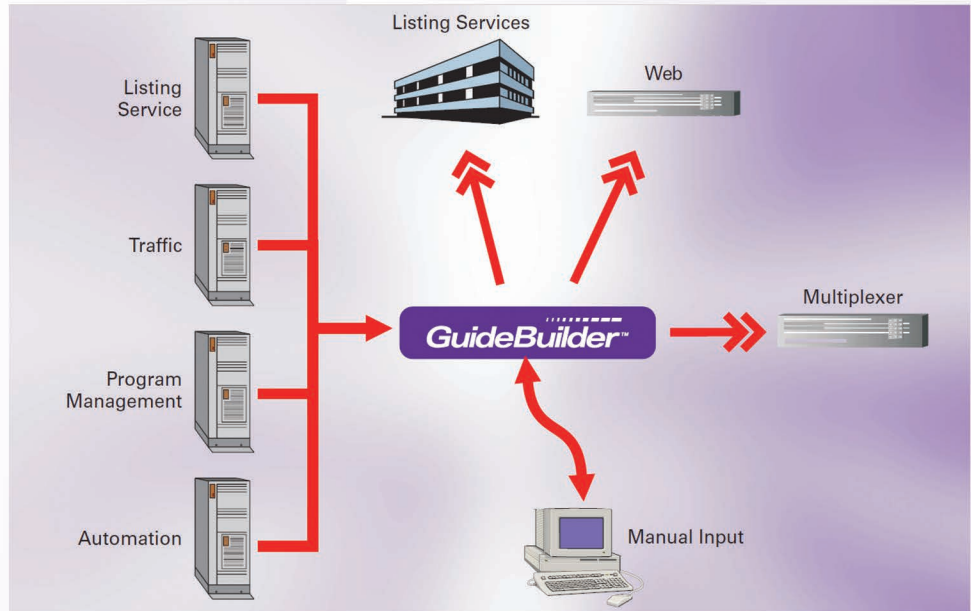 Listing Services
Web
Listing
Service
Traffic
Multiplexer
GuideBuilder™
Program
Management
Automation
Manual Input